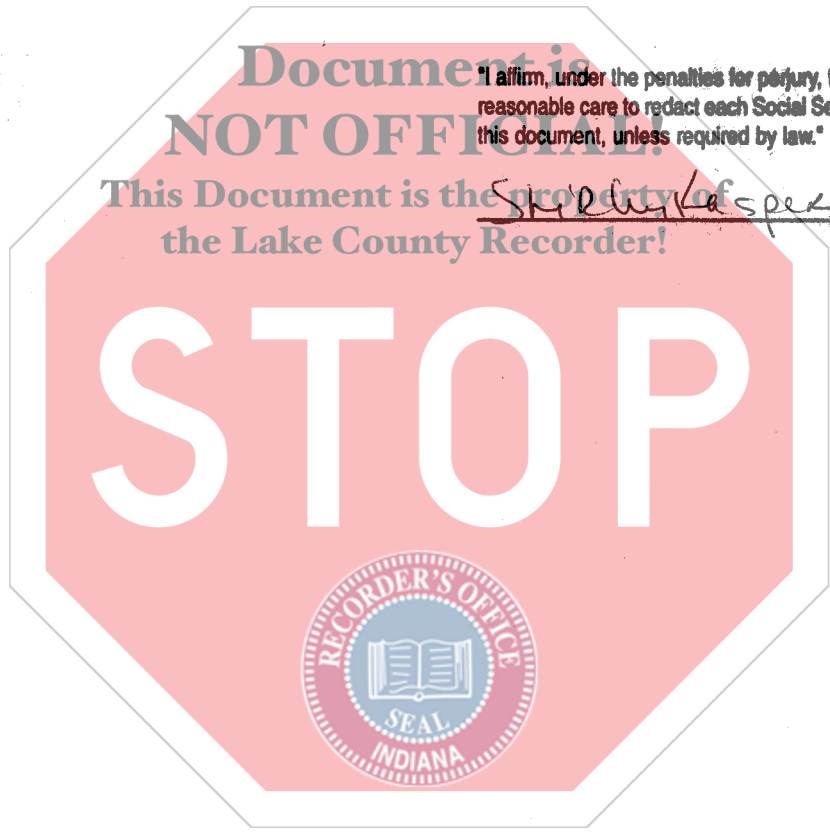 Document is
NOT OFFICIAL!
This Document is the property of
the Lake County Recorder!
"I affirm, under the penalties for perjury,
reasonable care to redact each Social Se
this document, unless required by law."
Kasper
STOP
RECORDER'S OFFICE
SEAL
INDIANA